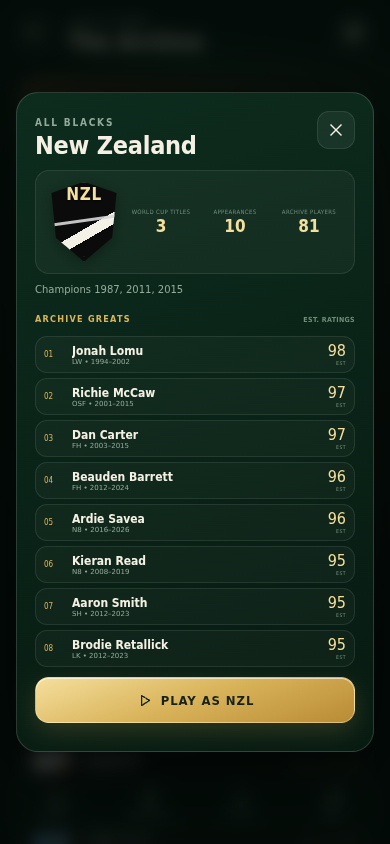 ALL BLACKS
New Zealand
NZL
WORLD CUP TITLES
3
APPEARANCES
10
ARCHIVE PLAYERS
81
Champions 1987, 2011, 2015
ARCHIVE GREATS
EST. RATINGS
01
Jonah Lomu
LW • 1994–2002
98
EST
02
Richie McCaw
OSF • 2001–2015
97
EST
03
Dan Carter
FH • 2003–2015
97
EST
04
Beauden Barrett
FH • 2012–2024
96
EST
05
Ardie Savea
N8 • 2016–2026
96
EST
06
Kieran Read
N8 • 2008–2019
95
EST
07
Aaron Smith
SH • 2012–2023
95
EST
08
Brodie Retallick
LK • 2012–2023
95
EST
PLAY AS NZL